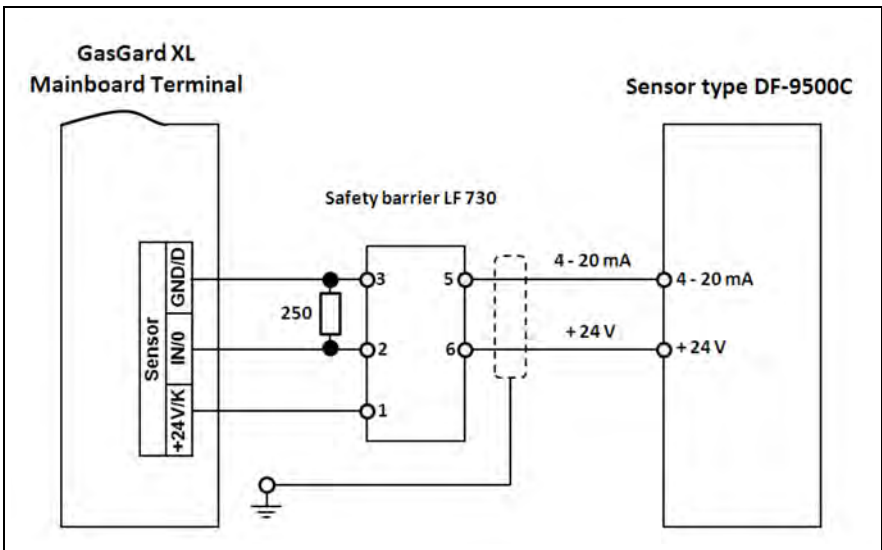 GasGard XL
Mainboard Terminal
Sensor type DF-9500C
Safety barrier LF 730
Sensor
GND/D
IN/0
+24V/K
250
3
2
1
5
6
4 - 20 mA
+ 24 V
4 - 20 mA
+ 24 V